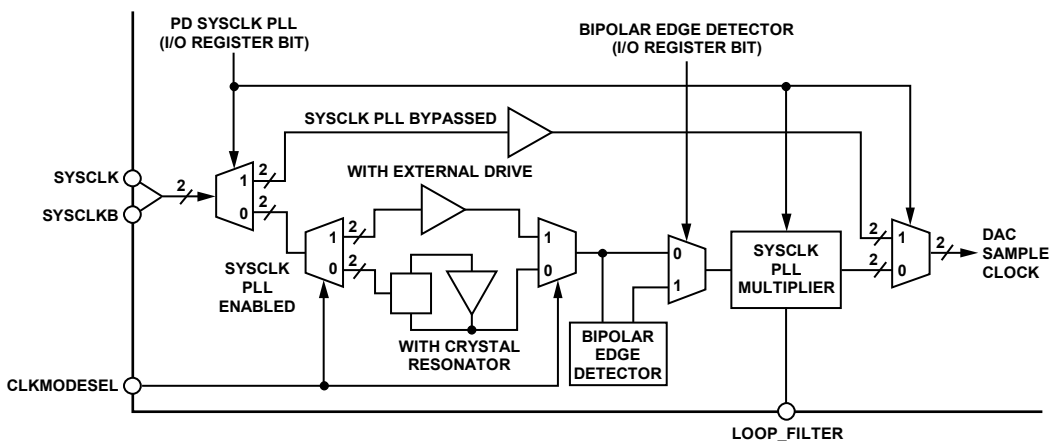 PD SYSCLK PLL
(I/O REGISTER BIT)
BIPOLAR EDGE DETECTOR
(I/O REGISTER BIT)
SYSCLK PLL BYPASSED
2
1
0
2
SYSCLK
SYSCLKB
2
WITH EXTERNAL DRIVE
2
1
0
2
SYSCLK
PLL
ENABLED
WITH CRYSTAL
RESONATOR
1
0
0
1
BIPOLAR
EDGE
DETECTOR
SYSCLK
PLL
MULTIPLIER
2
1
2
0
2
DAC
SAMPLE
CLOCK
CLKMODESEL
LOOP_FILTER